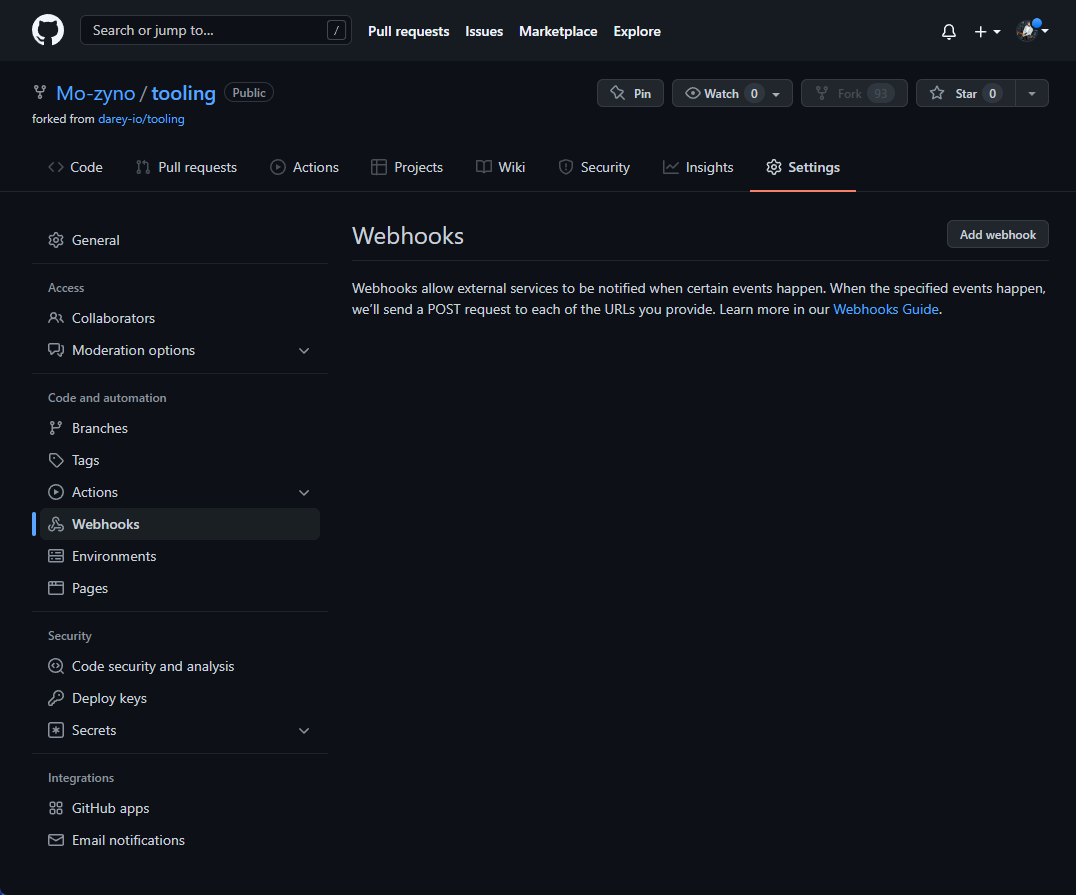 Search or jump to... /
Pull requests Issues Marketplace Explore
Mo-zyno / tooling Public
Pin Watch 0 Fork 93 Star 0
forked from darey-io/tooling
Code Pull requests Actions Projects Wiki Security Insights Settings
General
Access
Collaborators
Moderation options
Code and automation
Branches
Tags
Actions
Webhooks
Environments
Pages
Security
Code security and analysis
Deploy keys
Secrets
Integrations
GitHub apps
Email notifications
Webhooks
Add webhook
Webhooks allow external services to be notified when certain events happen. When the specified events happen,
we’ll send a POST request to each of the URLs you provide. Learn more in our Webhooks Guide.